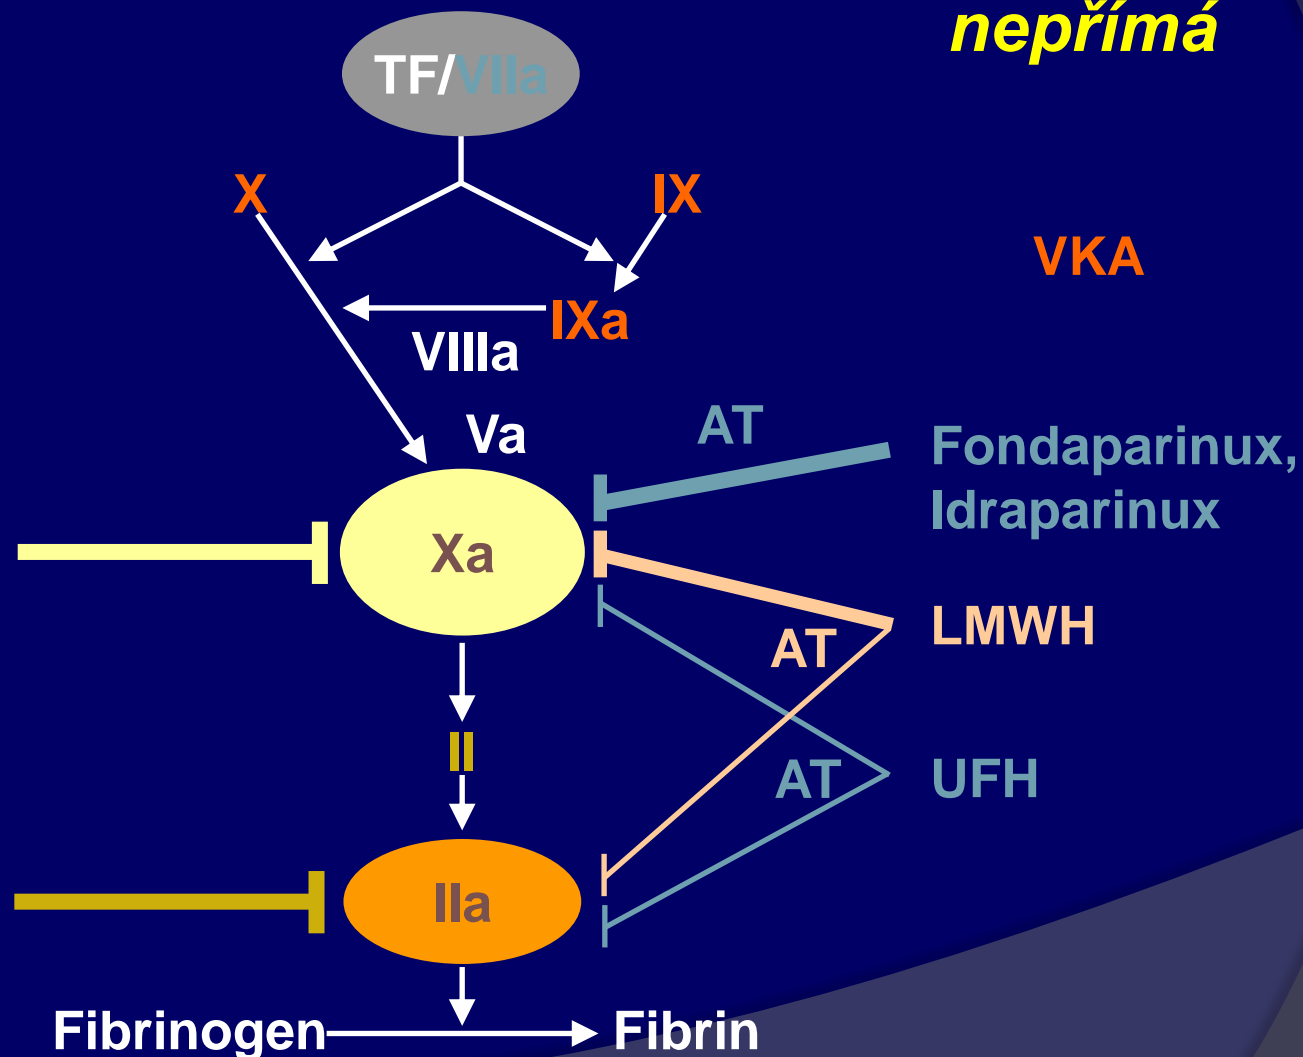 nepřímá
TF/VIIa
X
IX
VKA
IXa
VIIIa
Va
AT
Fondaparinux,
Idraparinux
Xa
LMWH
AT
II
AT
UFH
IIa
Fibrinogen
Fibrin